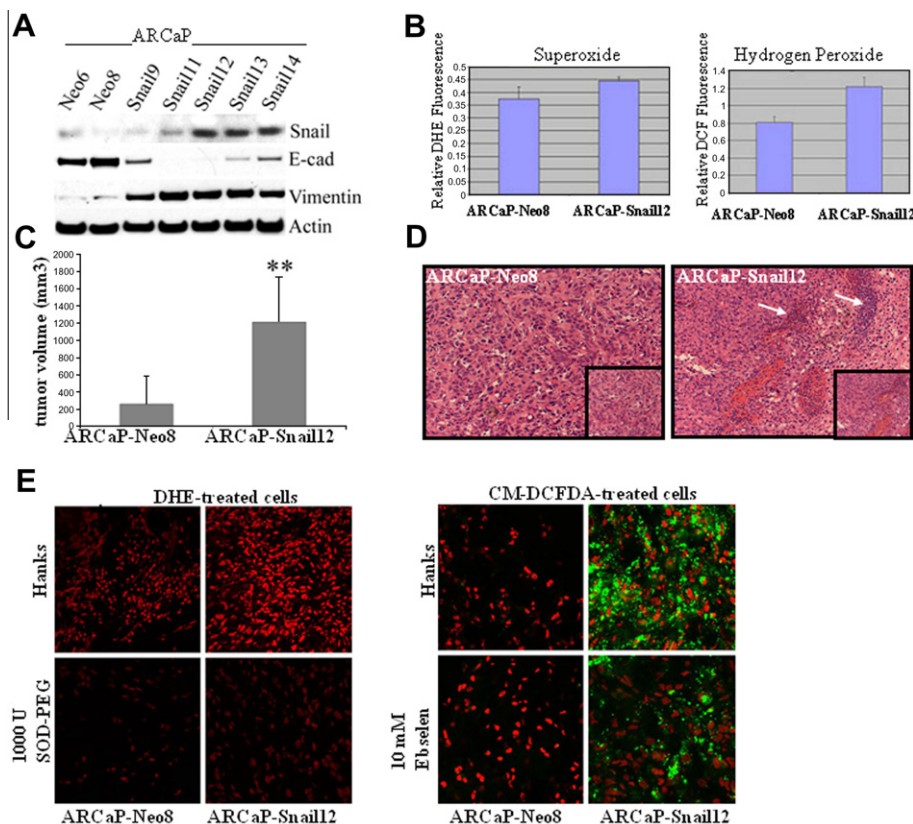 A
ARCaP
Neo6 Neo8 Snail9 Snail11 Snail12 Snail13 Snail14
Snail
E-cad
Vimentin
Actin
B
Superoxide
Relative DHE Fluorescence
0.5
0.45
0.4
0.35
0.3
0.25
0.2
0.15
0.1
0.05
0
ARCaP-Neo8 ARCaP-Snail12
Hydrogen Peroxide
Relative DCF Fluorescence
1.4
1.2
1
0.8
0.6
0.4
0.2
0
ARCaP-Neo8 ARCaP-Snail12
C
tumor volume (mm3)
2000
1800
1600
1400
1200
1000
800
600
400
200
0
**
ARCaP-Neo8 ARCaP-Snail12
D
ARCaP-Neo8
ARCaP-Snail12
E
DHE-treated cells
Hanks
1000 U
SOD-PEG
ARCaP-Neo8 ARCaP-Snail12
CM-DCFDA-treated cells
Hanks
10 mM
Ebselen
ARCaP-Neo8 ARCaP-Snail12